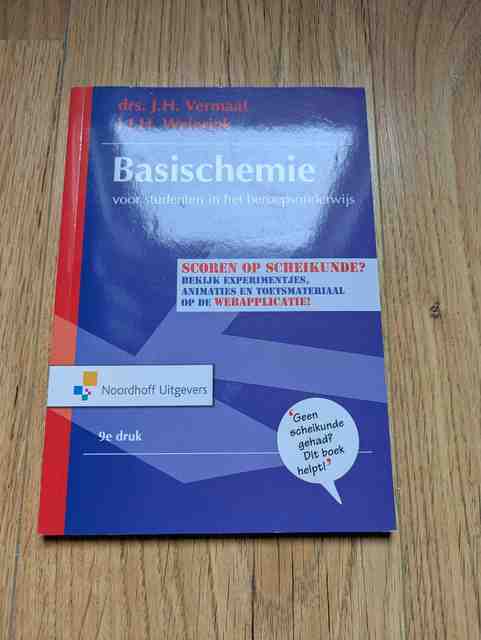 drs. J.H. Vermaat
J.H.
Basischemie
voor studenten in het beroepsonderwijs
SCOREN OP SCHEIKUNDE?
BEKIJK EXPERIMENTJES,
ANIMATIES EN TOETSMATERIAAL
OP DE WEBAPPLICATIE!
Noordhoff Uitgevers
9e druk
'Geen
scheikunde
gehad?
Dit boek
helpt!'